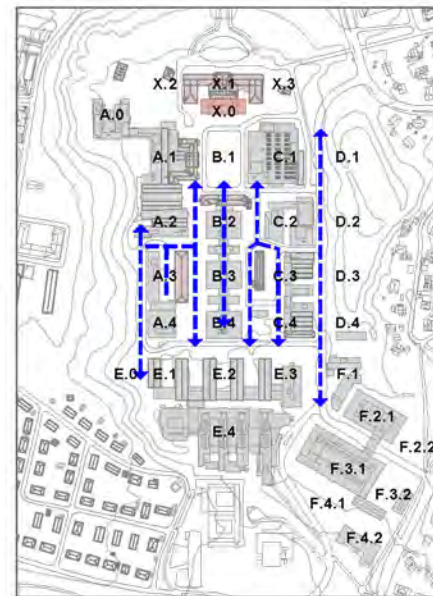 X.2 X.1 X.3
A.0 X.0
A.1 B.1 C.1 D.1
A.2 B.2 C.2 D.2
A.3 B.3 C.3 D.3
A.4 B.4 C.4 D.4
E.0 E.1 E.2 E.3 F.1
E.4 F.2.1
F.2.2
F.3.1
F.4.1 F.3.2
F.4.2